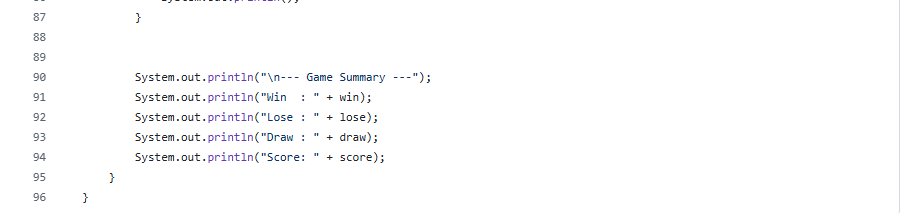 87 }
88
89
90 System.out.println("\n--- Game Summary ---");
91 System.out.println("Win  : " + win);
92 System.out.println("Lose : " + lose);
93 System.out.println("Draw : " + draw);
94 System.out.println("Score: " + score);
95 }
96 }